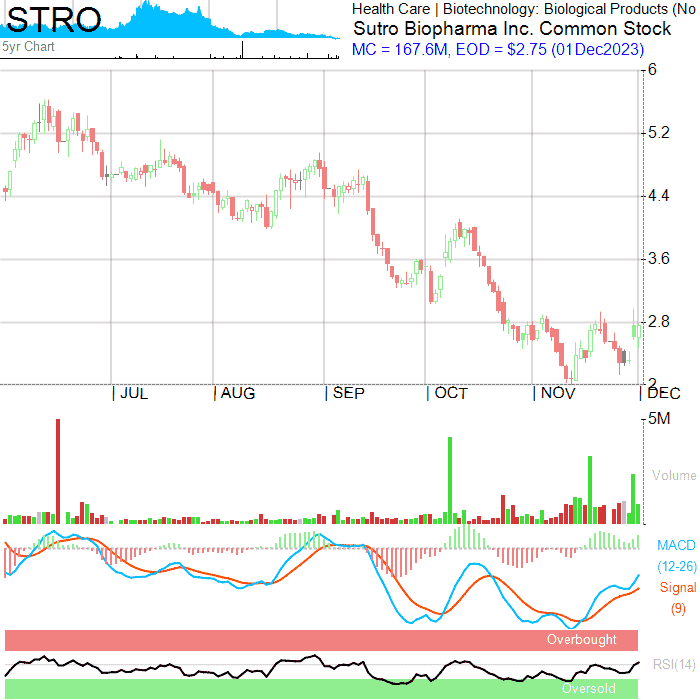 STRO
Health Care | Biotechnology: Biological Products (No
Sutro Biopharma Inc. Common Stock
5yr Chart
MC = 167.6M, EOD = $2.75 (01Dec2023)
6
5.2
4.4
3.6
2.8
2
| JUL | AUG | SEP | OCT | NOV | DEC
5M
Volume
MACD
(12-26)
Signal
(9)
Overbought
RSI(14)
Oversold